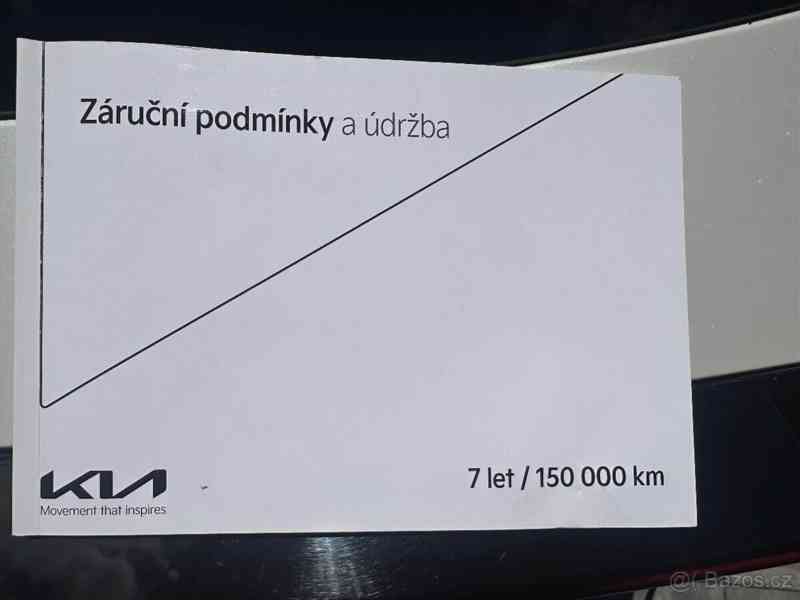 Záruční podmínky a údržba
KIA
Movement that inspires
7 let / 150 000 km
@( Bazos.cz